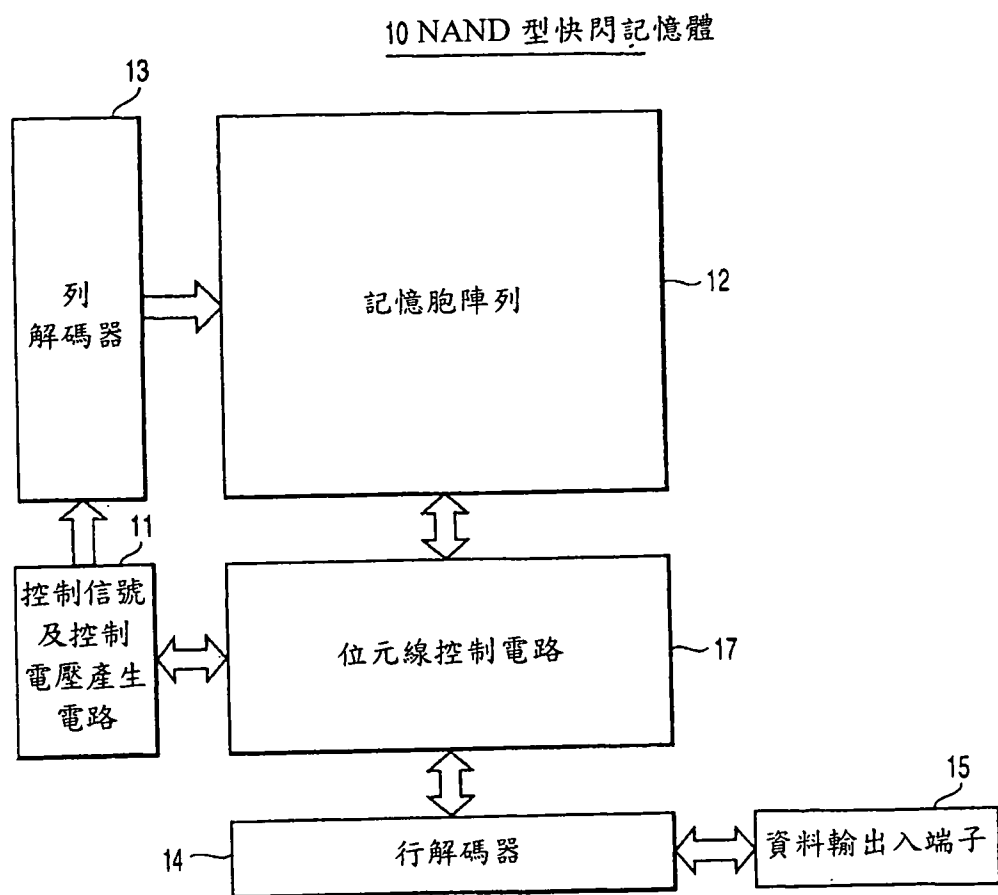 10 NAND 型快閃記憶體
13
列
解碼器
記憶胞陣列
12
11
控制信號
及控制
電壓產生
電路
位元線控制電路
17
14
行解碼器
15
資料輸出入端子